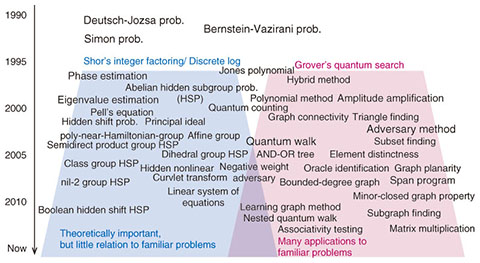 1990
Deutsch-Jozsa prob.
Bernstein-Vazirani prob.
Simon prob.
1995
Shor's integer factoring/ Discrete log
Grover's quantum search
Jones polynomial
Phase estimation
Hybrid method
Abelian hidden subgroup prob.
(HSP)
Eigenvalue estimation
Polynomial method
Amplitude amplification
2000
Quantum counting
Pell's equation
Graph connectivity
Triangle finding
Hidden shift prob.
Principal ideal
Adversary method
poly-near-Hamiltonian-group
Affine group
Quantum walk
Subset finding
Semidirect product group HSP
2005
Dihedral group HSP
AND-OR tree
Element distinctness
Class group HSP
Hidden nonlinear
Negative weight
adversary
Oracle identification
Graph planarity
nil-2 group HSP
Curvlet transform
Bounded-degree graph
Span program
Linear system of
equations
Minor-closed graph property
2010
Boolean hidden shift HSP
Learning graph method
Subgraph finding
Nested quantum walk
Associativity testing
Matrix multiplication
Theoretically important,
but little relation to familiar problems
Many applications to
familiar problems
Now